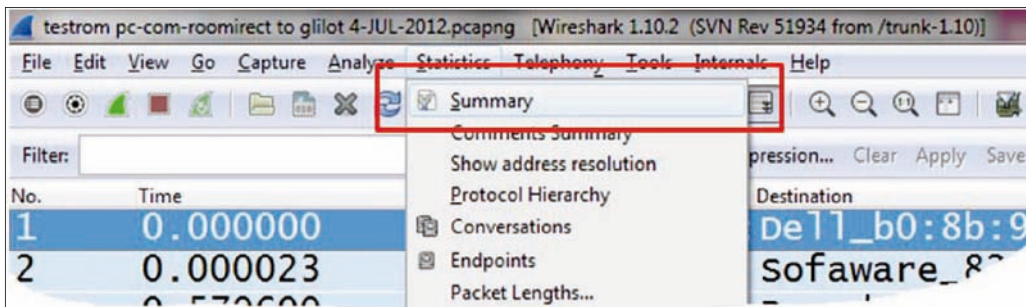 testrom pc-com-roomirect to glilot 4-JUL-2012.pcapng [Wireshark 1.10.2 (SVN Rev 51934 from /trunk-1.10)]
File Edit View Go Capture Analyze Statistics Telephony Tools Internals Help
Summary
Comments Summary
Filter: Show address resolution pression... Clear Apply Save
No. Time Protocol Hierarchy Destination
1 0.000000 Conversations Dell_b0:8b:9
2 0.000023 Endpoints Sofaware_
Packet Lengths...